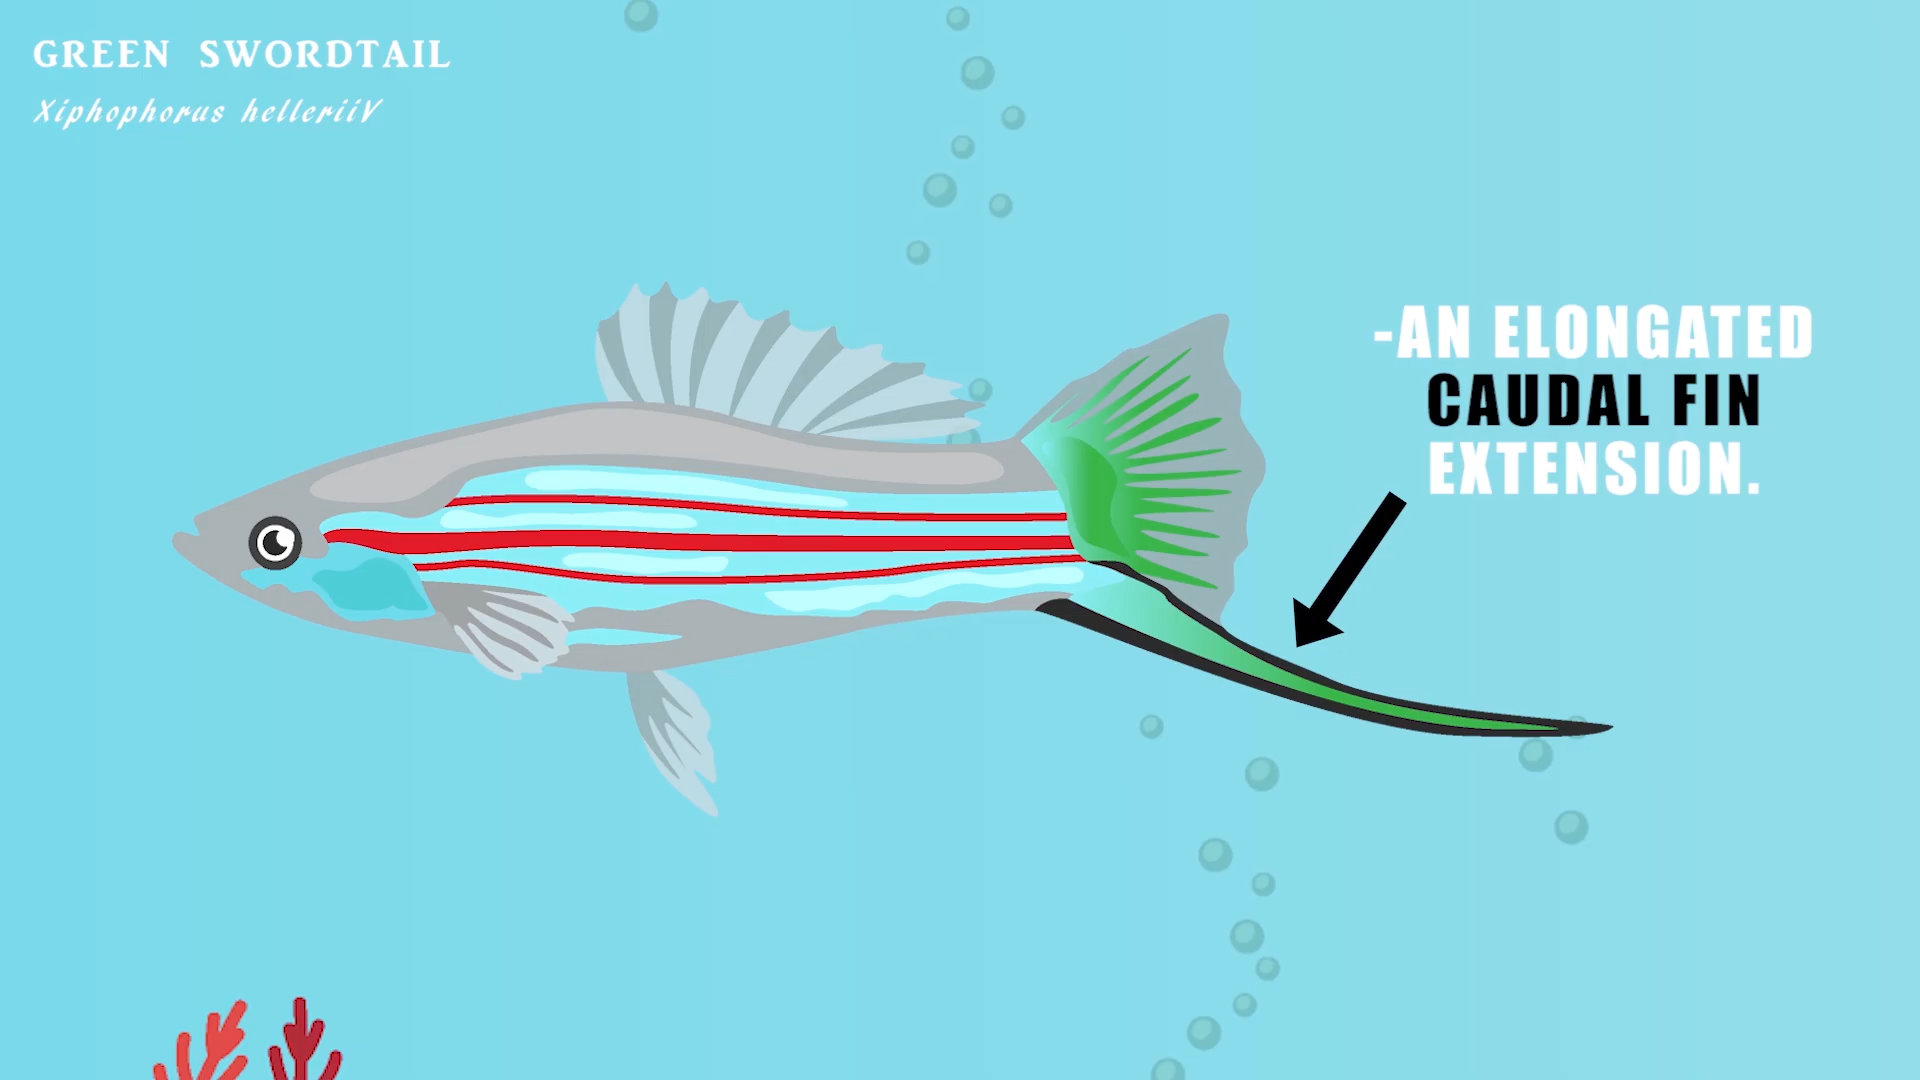 GREEN SWORDTAIL
Xiphophorus helleriiV
-AN ELONGATED
CAUDAL FIN
EXTENSION.